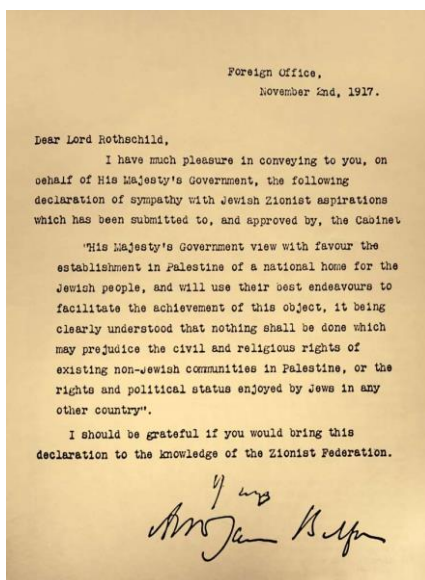 Foreign Office,
November 2nd, 1917.
Dear Lord Rothschild,
I have much pleasure in conveying to you, on
behalf of His Majesty's Government, the following
declaration of sympathy with Jewish Zionist aspirations
which has been submitted to, and approved by, the Cabinet
"His Majesty's Government view with favour the
establishment in Palestine of a national home for the
Jewish people, and will use their best endeavours to
facilitate the achievement of this object, it being
clearly understood that nothing shall be done which
may prejudice the civil and religious rights of
existing non-Jewish communities in Palestine, or the
rights and political status enjoyed by Jews in any
other country".
I should be grateful if you would bring this
declaration to the knowledge of the Zionist Federation.